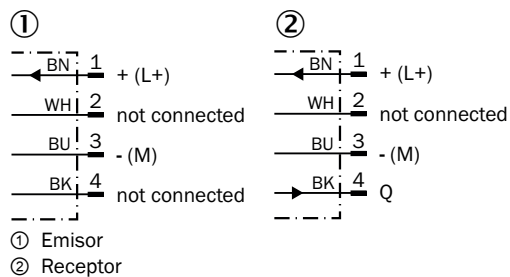 ① ②
BN 1 + (L+)
WH 2 not connected
BU 3 - (M)
BK 4 not connected
BN 1 + (L+)
WH 2 not connected
BU 3 - (M)
BK 4 Q
① Emisor
② Receptor